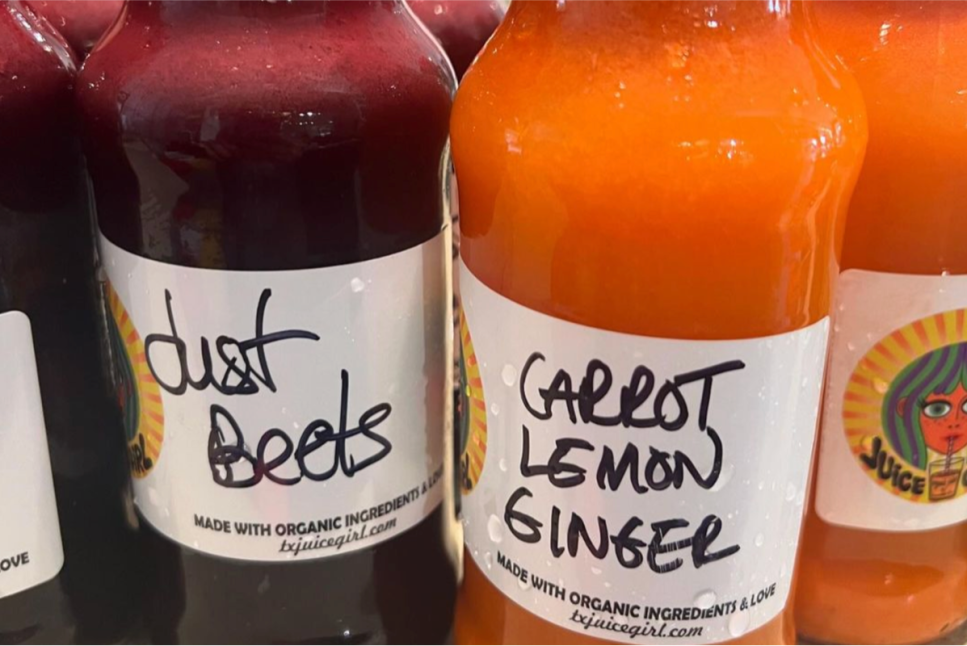 OVE
Just
Beets
MADE WITH ORGANIC INGREDIENTS & LO
txjuicegirl.com
CARROT
LEMON
GINGER
MADE WITH ORGANIC INGREDIENTS & LOVE
txjuicegirl.com
JUICE G